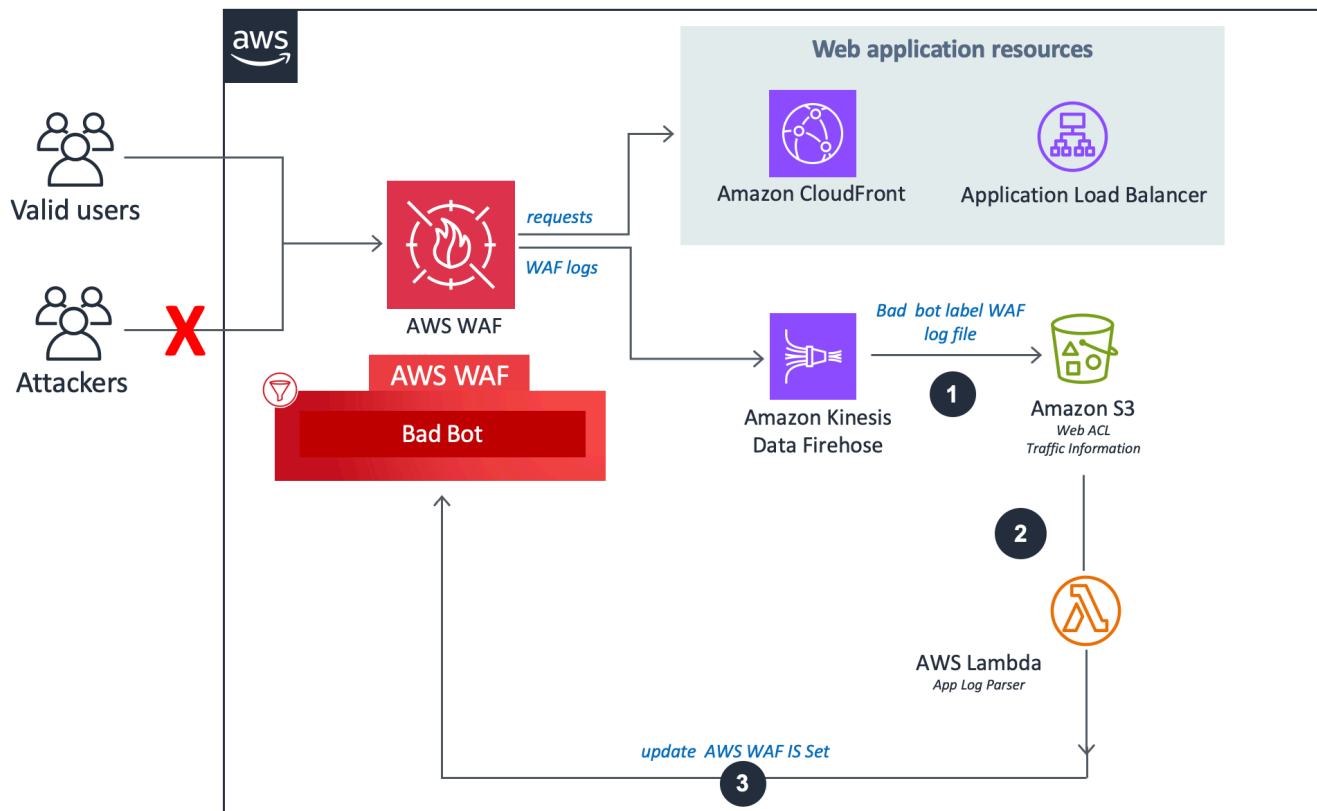 aws
Web application resources
Amazon CloudFront
Application Load Balancer
Valid users
Attackers
X
requests
WAF logs
AWS WAF
AWS WAF
Bad Bot
Amazon Kinesis
Data Firehose
Bad bot label WAF
log file
1
Amazon S3
Web ACL
Traffic Information
2
AWS Lambda
App Log Parser
update AWS WAF IS Set
3